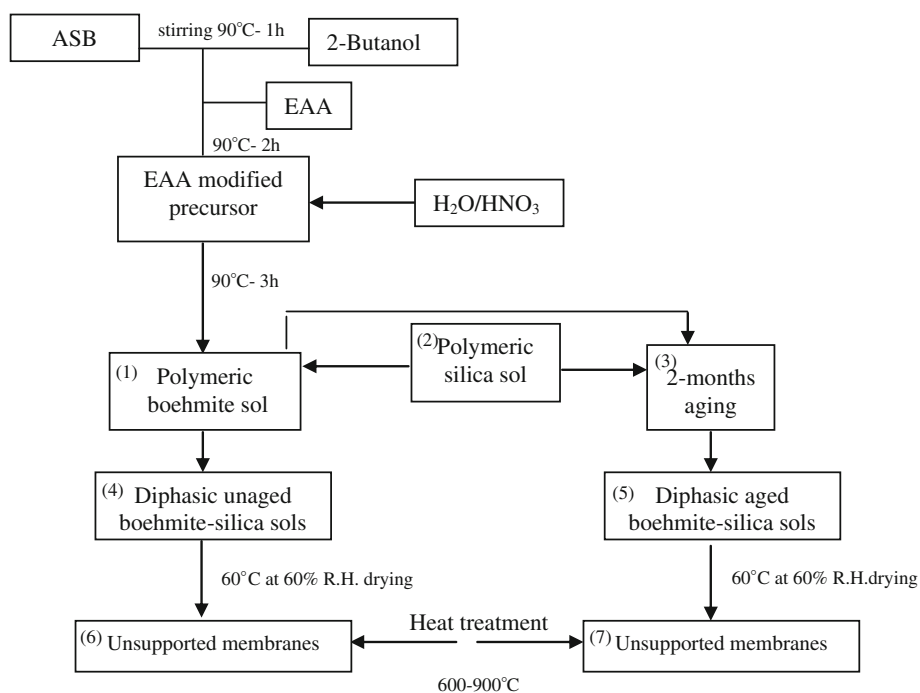 ASB
stirring 90°C- 1h
2-Butanol
EAA
90°C- 2h
EAA modified
precursor
H₂O/HNO₃
90°C- 3h
(1) Polymeric
boehmite sol
(2) Polymeric
silica sol
(3)
2-months
aging
(4) Diphasic unaged
boehmite-silica sols
(5) Diphasic aged
boehmite-silica sols
60°C at 60% R.H. drying
60°C at 60% R.H.drying
(6) Unsupported membranes
Heat treatment
(7) Unsupported membranes
600-900°C